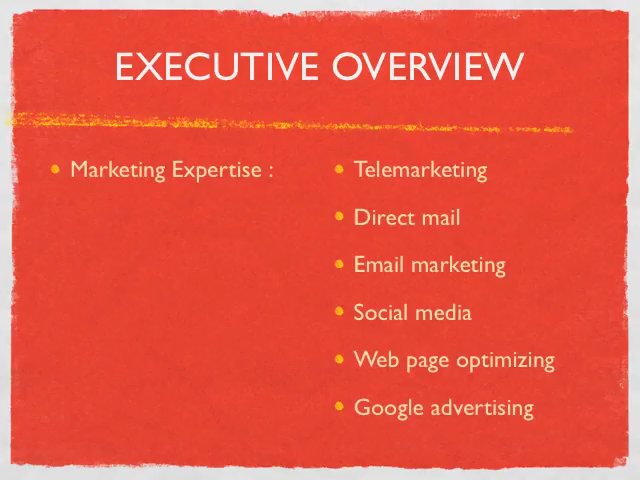 EXECUTIVE OVERVIEW
Marketing Expertise :
Telemarketing
Direct mail
Email marketing
Social media
Web page optimizing
Google advertising